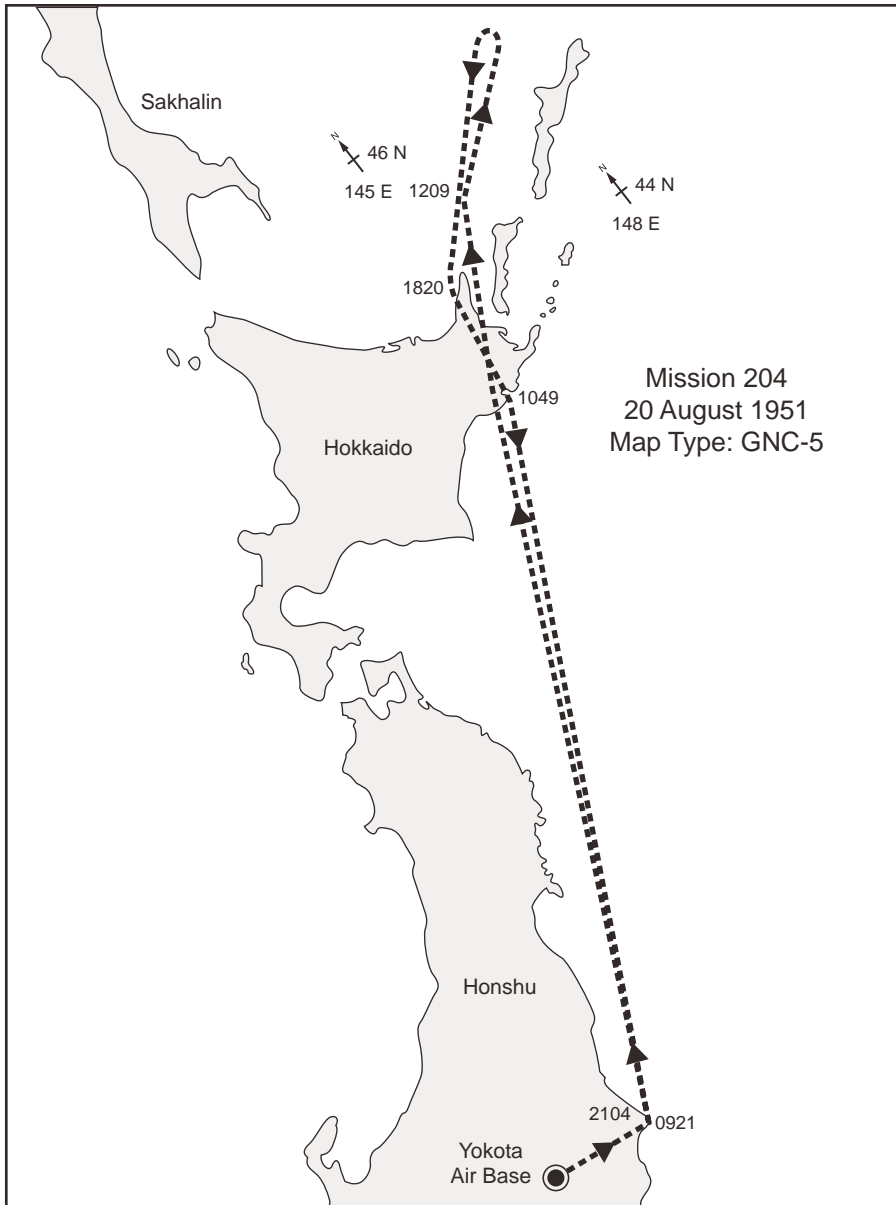 Sakhalin
N
46 N
145 E
1209
N
44 N
148 E
1820
1049
Mission 204
20 August 1951
Map Type: GNC-5
Hokkaido
Honshu
2104
0921
Yokota
Air Base